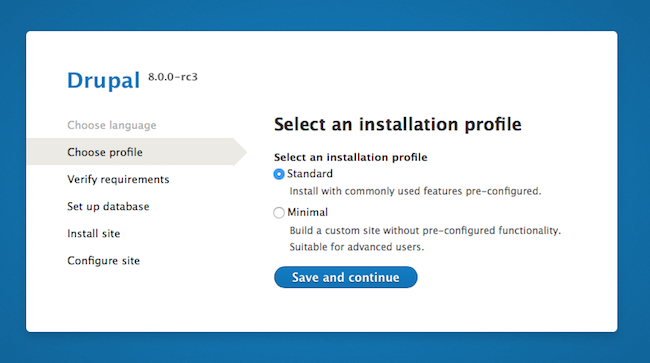 Drupal 8.0.0-rc3
Choose language
Choose profile
Verify requirements
Set up database
Install site
Configure site
Select an installation profile
Select an installation profile
Standard
Install with commonly used features pre-configured.
Minimal
Build a custom site without pre-configured functionality.
Suitable for advanced users.
Save and continue